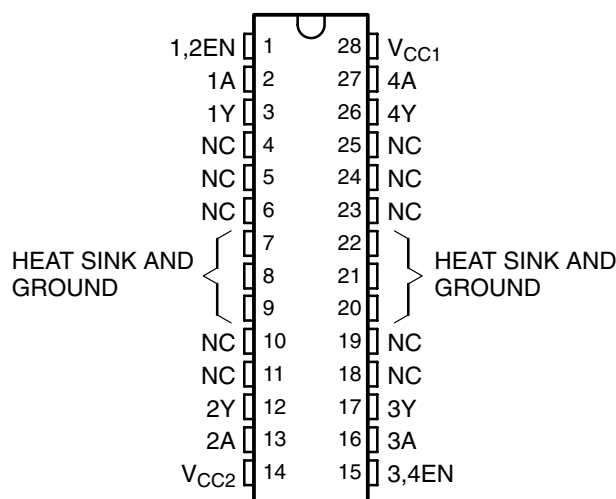 1,2EN 1 28 VCC1
1A 2 27 4A
1Y 3 26 4Y
NC 4 25 NC
NC 5 24 NC
NC 6 23 NC
7 22
HEAT SINK AND 8 21 HEAT SINK AND
GROUND 9 20 GROUND
NC 10 19 NC
NC 11 18 NC
2Y 12 17 3Y
2A 13 16 3A
VCC2 14 15 3,4EN